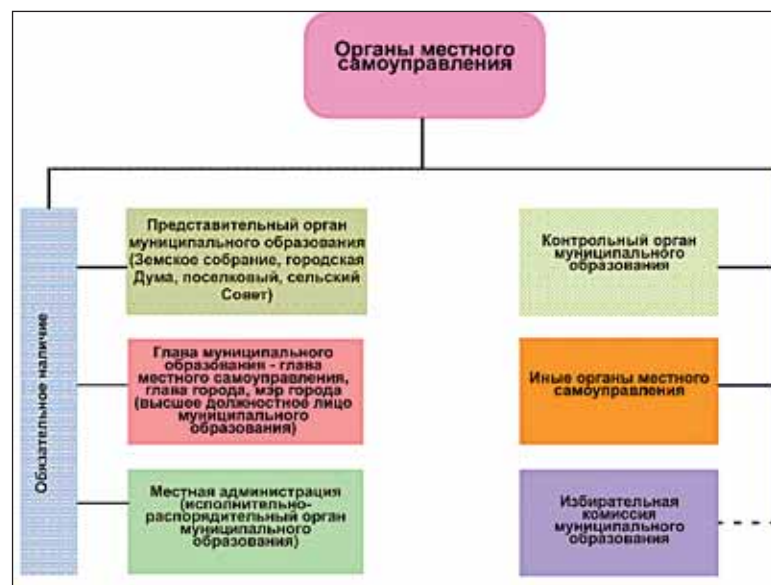 Органы местного
самоуправления
Обязательное наличие
Представительный орган
муниципального образования
(Земское собрание, городская
Дума, поселковый, сельский
Совет)
Глава муниципального
образования - глава
местного самоуправления,
глава города, мэр города
(высшее должностное лицо
муниципального
образования)
Местная администрация
(исполнительно-
распорядительный орган
муниципального
образования)
Контрольный орган
муниципального
образования
Иные органы местного
самоуправления
Избирательная
комиссия
муниципального
образования